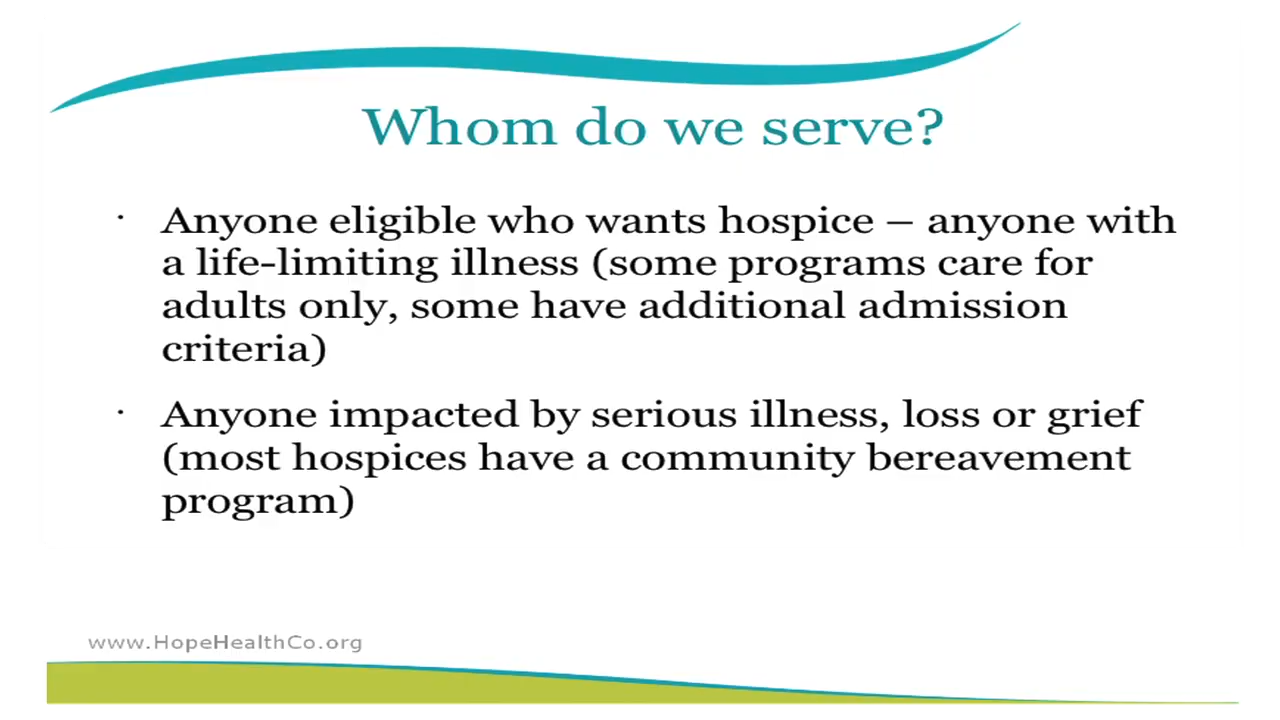 Whom do we serve?
· Anyone eligible who wants hospice – anyone with
a life-limiting illness (some programs care for
adults only, some have additional admission
criteria)
· Anyone impacted by serious illness, loss or grief
(most hospices have a community bereavement
program)
www.HopeHealthCo.org